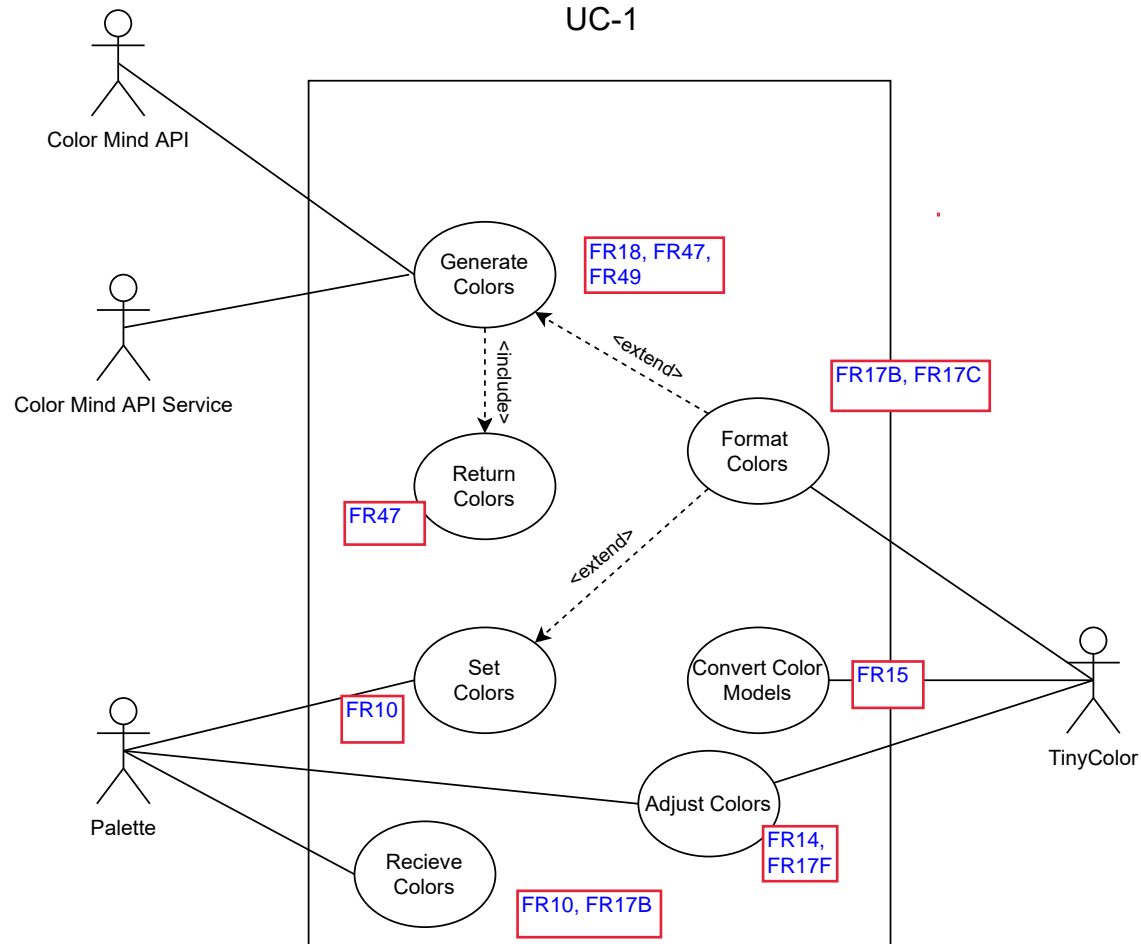 UC-1
Color Mind API
Generate
Colors
FR18, FR47,
FR49
<include>
<extend>
FR17B, FR17C
Color Mind API Service
Format
Colors
Return
Colors
FR47
<extend>
Set
Colors
FR10
Convert Color
Models
FR15
TinyColor
Palette
Adjust Colors
FR14,
FR17F
Recieve
Colors
FR10, FR17B